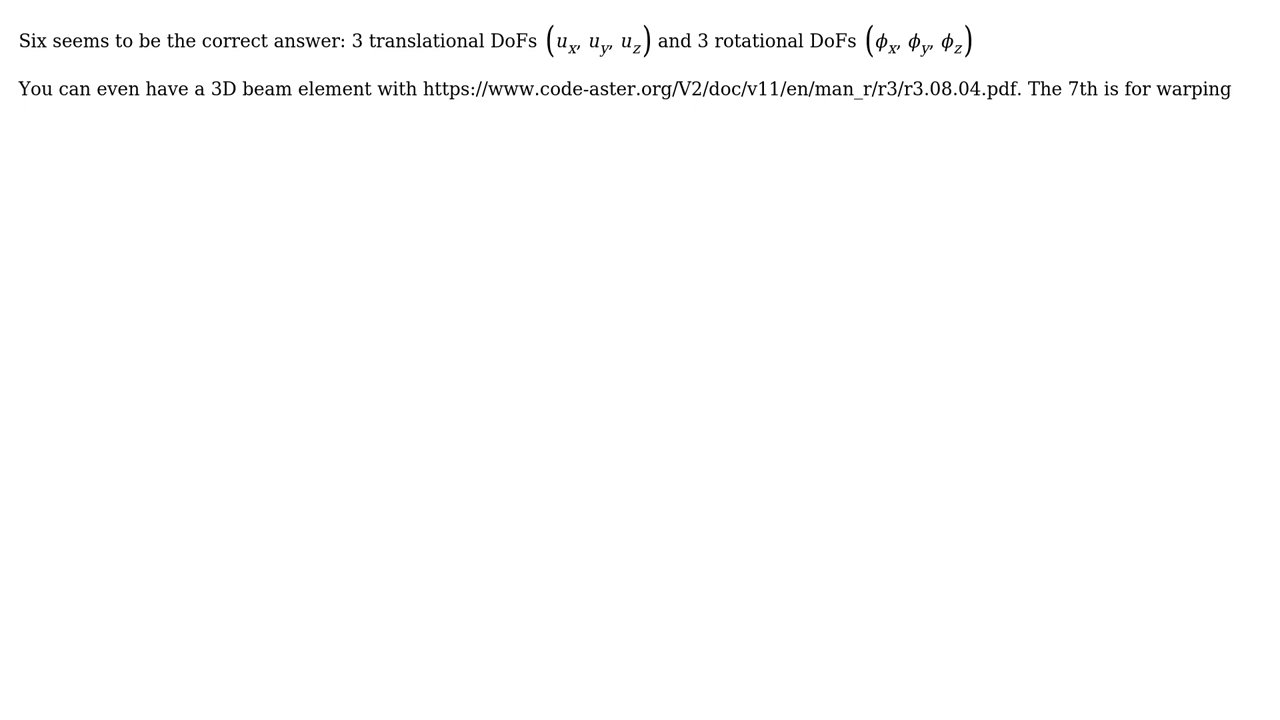 Six seems to be the correct answer: 3 translational DoFs (u_x, u_y, u_z) and 3 rotational DoFs (ϕ_x, ϕ_y, ϕ_z)
You can even have a 3D beam element with https://www.code-aster.org/V2/doc/v11/en/man_r/r3/r3.08.04.pdf. The 7th is for warping